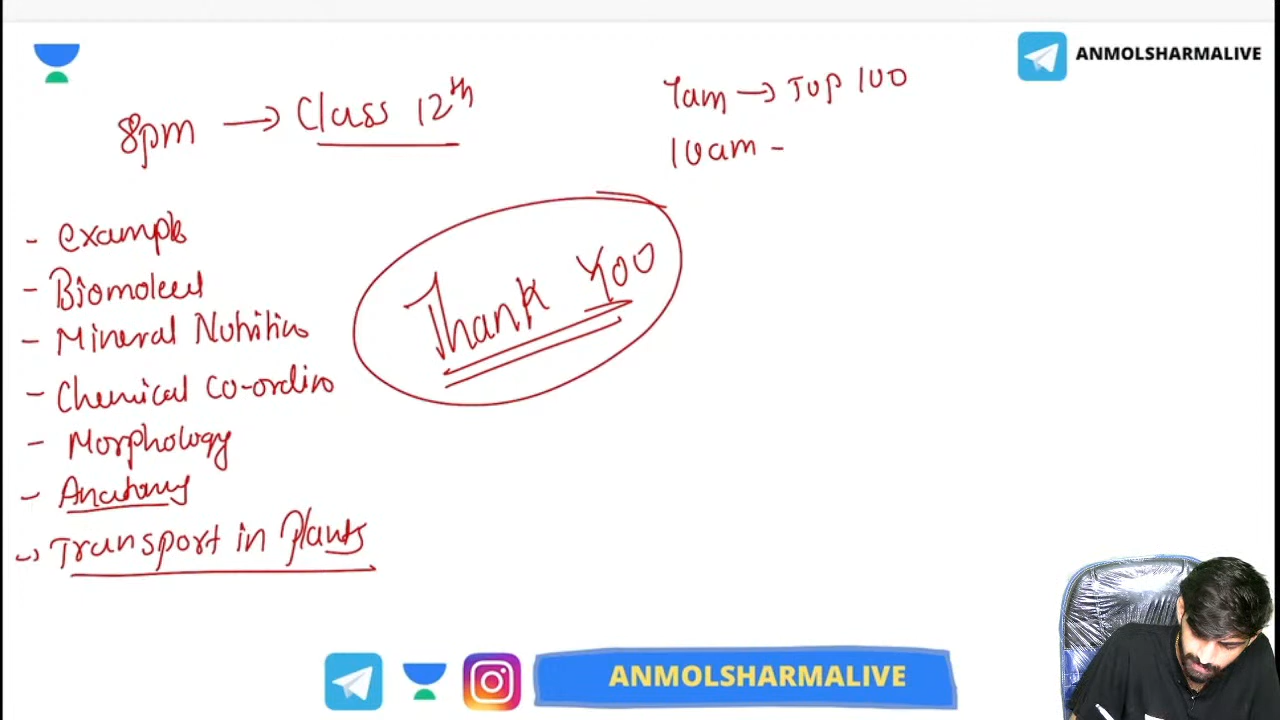 ANMOLSHARMALIVE
8pm → Class 12th
7am → Top 100
10am -
- example
- Biomolecul
- Mineral Nutrition
- Chemical Co-ordin
- Morphology
- Anatomy
→ Transport in Plants
Thank You
ANMOLSHARMALIVE